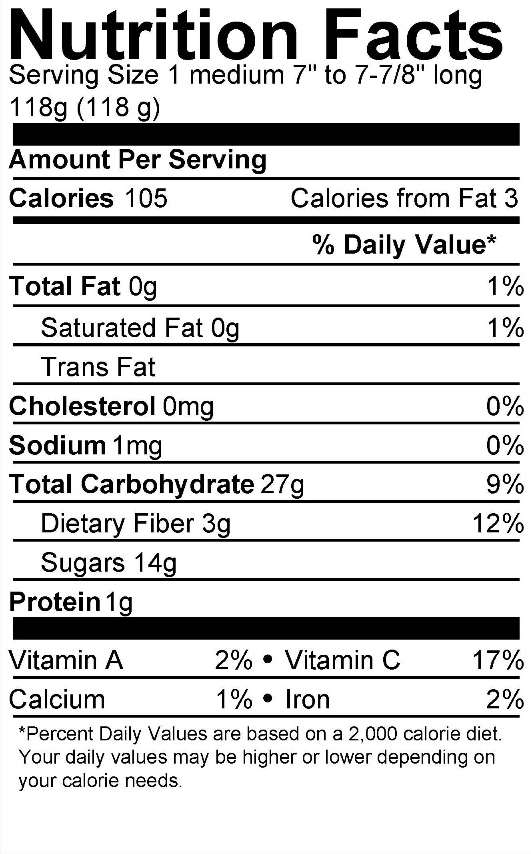 Nutrition Facts
Serving Size 1 medium 7" to 7-7/8" long
118g (118 g)
Amount Per Serving
Calories 105 Calories from Fat 3
% Daily Value*
Total Fat 0g 1%
Saturated Fat 0g 1%
Trans Fat
Cholesterol 0mg 0%
Sodium 1mg 0%
Total Carbohydrate 27g 9%
Dietary Fiber 3g 12%
Sugars 14g
Protein 1g
Vitamin A 2% • Vitamin C 17%
Calcium 1% • Iron 2%
*Percent Daily Values are based on a 2,000 calorie diet.
Your daily values may be higher or lower depending on
your calorie needs.